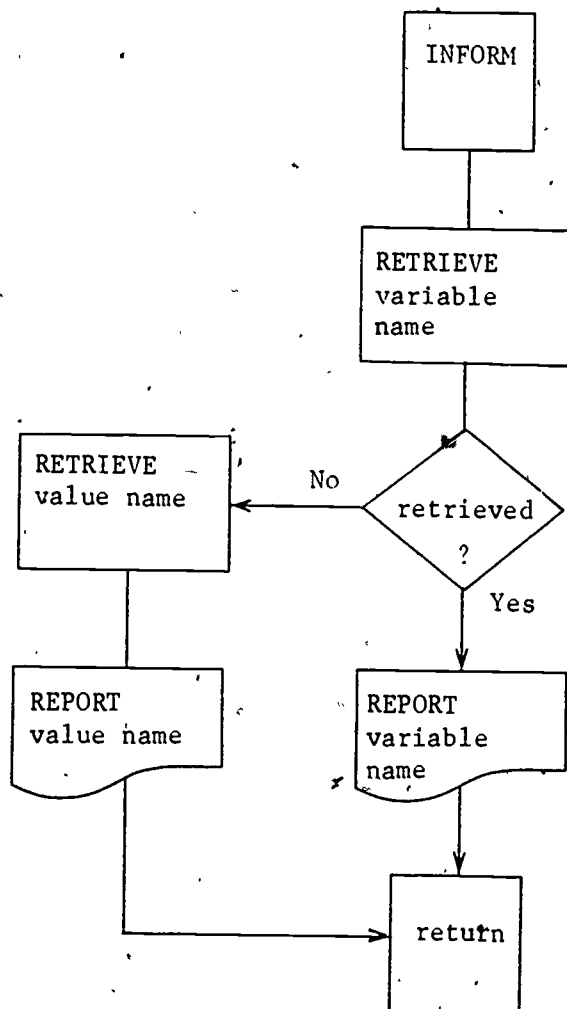 INFORM
RETRIEVE
variable
name
retrieved
?
No
Yes
RETRIEVE
value name
REPORT
value name
REPORT
variable
name
return